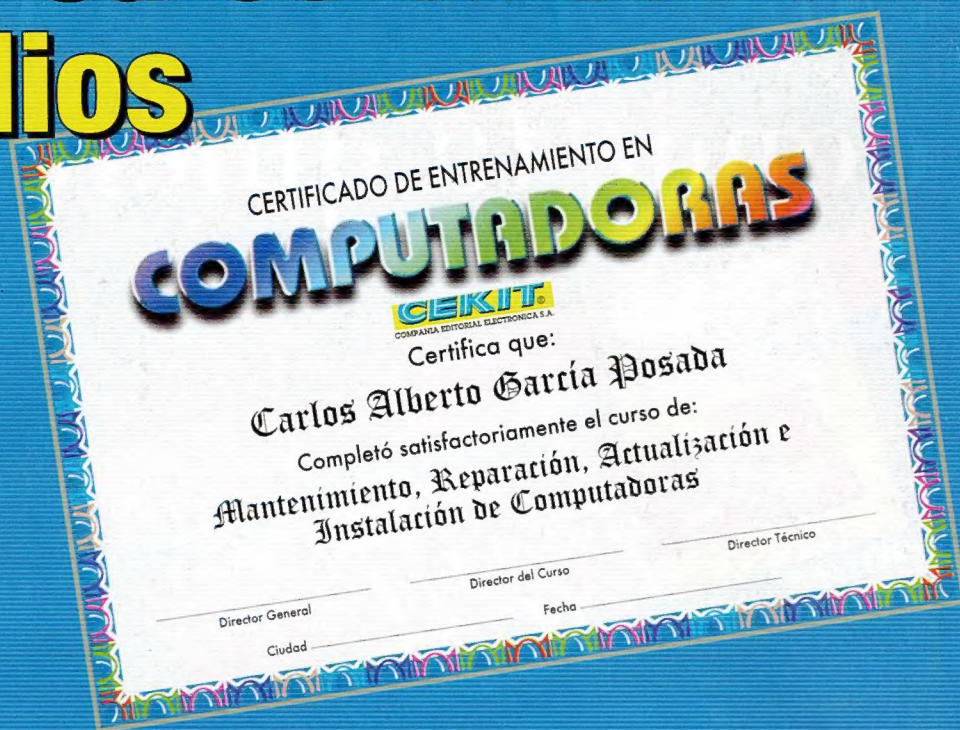 lios
CERTIFICADO DE ENTRENAMIENTO EN
COMPUTADORAS
CEKIT®
COMPAÑIA EDITORIAL ELECTRONICA S.A.
Certifica que:
Carlos Alberto García Posada
Completó satisfactoriamente el curso de:
Mantenimiento, Reparación, Actualización e
Instalación de Computadoras
Director General
Director del Curso
Director Técnico
Ciudad
Fecha